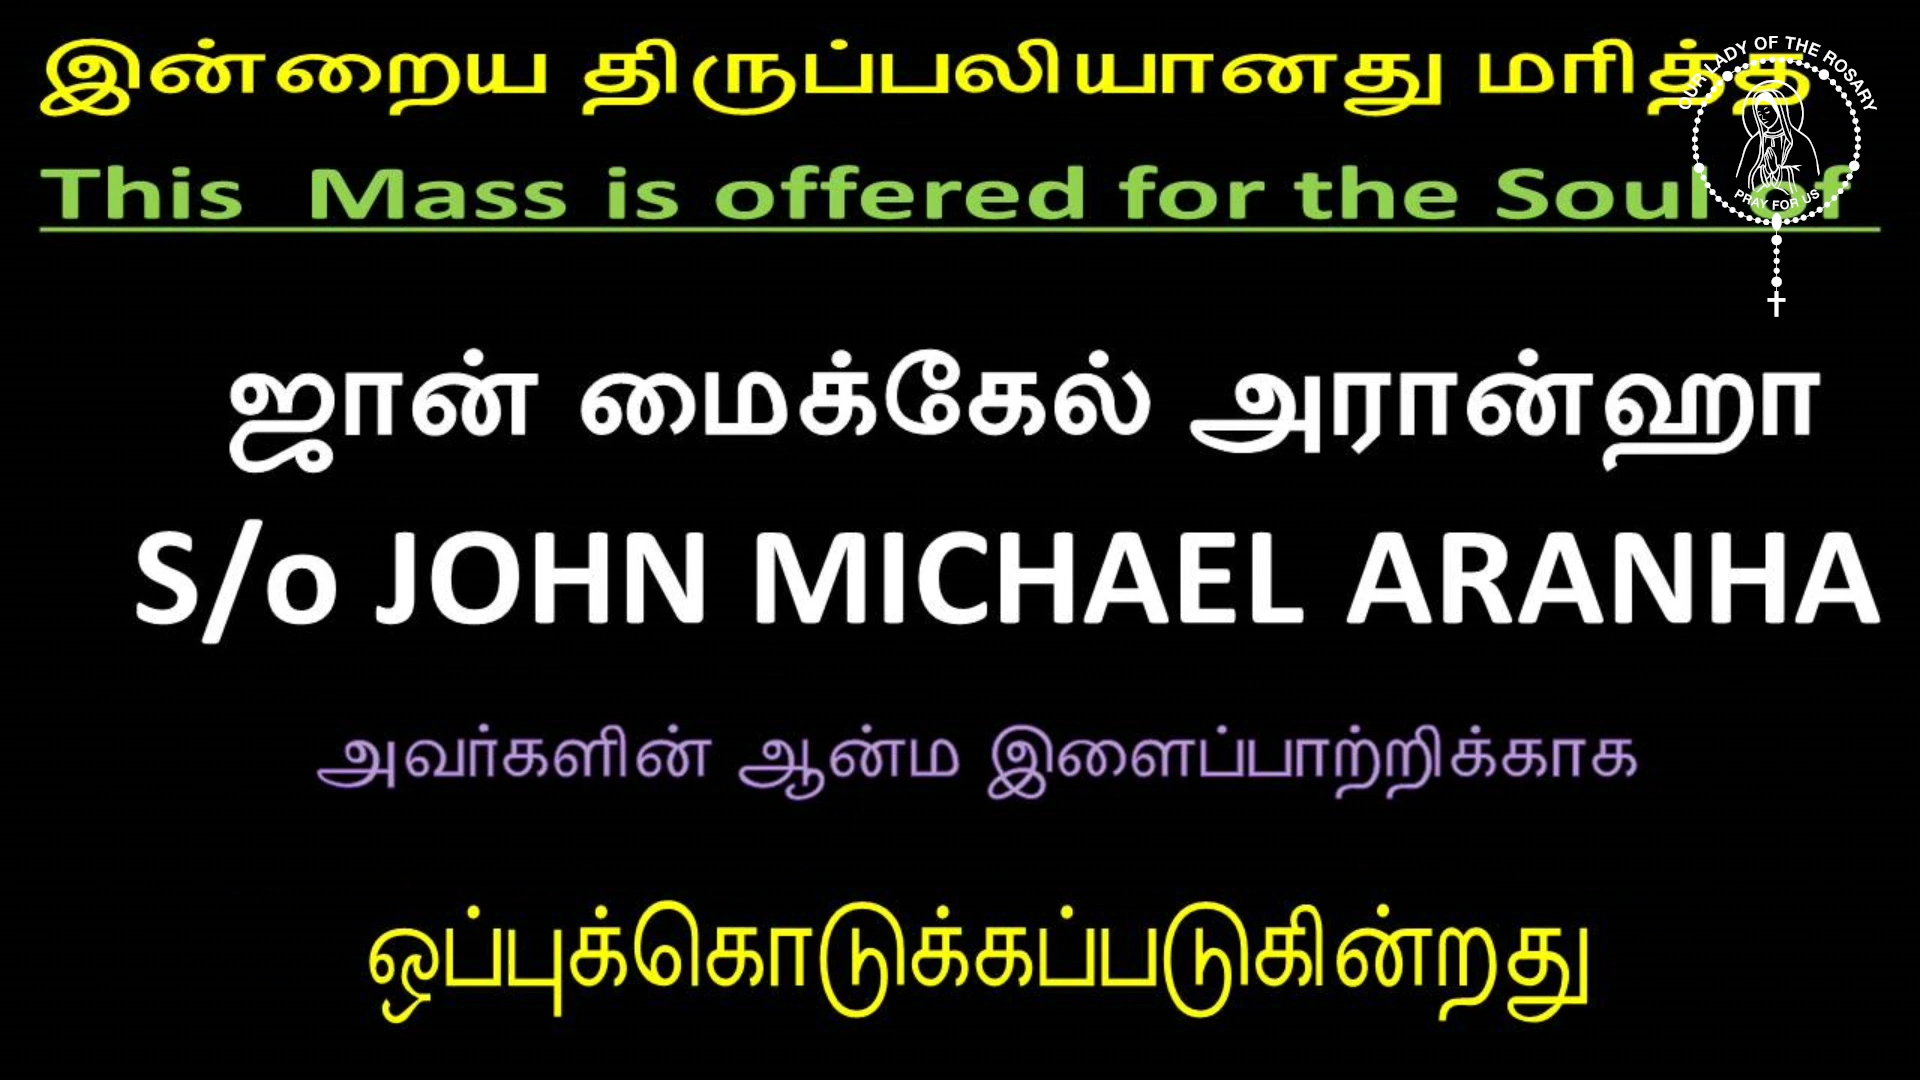 இன்றைய திருப்பலியானது மரித்த
This Mass is offered for the Soul of
ஜான் மைக்கேல் அரான்ஹா
S/o JOHN MICHAEL ARANHA
அவர்களின் ஆன்ம இளைப்பாற்றிக்காக
ஒப்புக்கொடுக்கப்படுகின்றது
OUR LADY OF THE ROSARY
PRAY FOR US